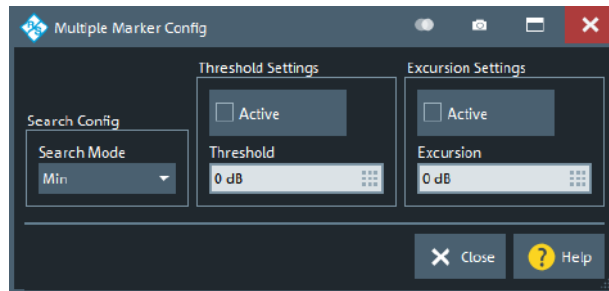 Multiple Marker Config
Threshold Settings
Excursion Settings
Search Config
Active
Active
Search Mode
Threshold
Excursion
Min
0 dB
0 dB
Close
Help